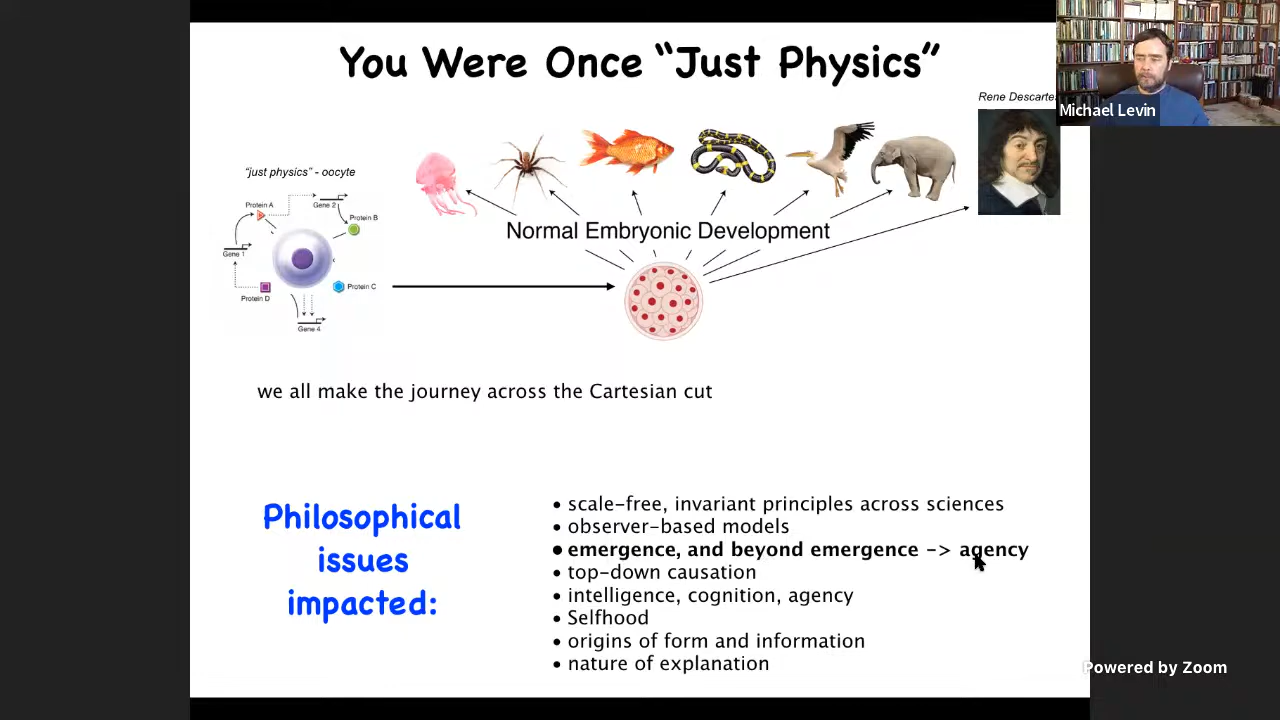 You Were Once “Just Physics”
Rene Descarte
Michael Levin
“just physics” - oocyte
Protein A
Gene 2
Protein B
Gene 1
Protein C
Protein D
Gene 4
Normal Embryonic Development
we all make the journey across the Cartesian cut
Philosophical
issues
impacted:
• scale-free, invariant principles across sciences
• observer-based models
• emergence, and beyond emergence -> agency
• top-down causation
• intelligence, cognition, agency
• Selfhood
• origins of form and information
• nature of explanation
Powered by Zoom